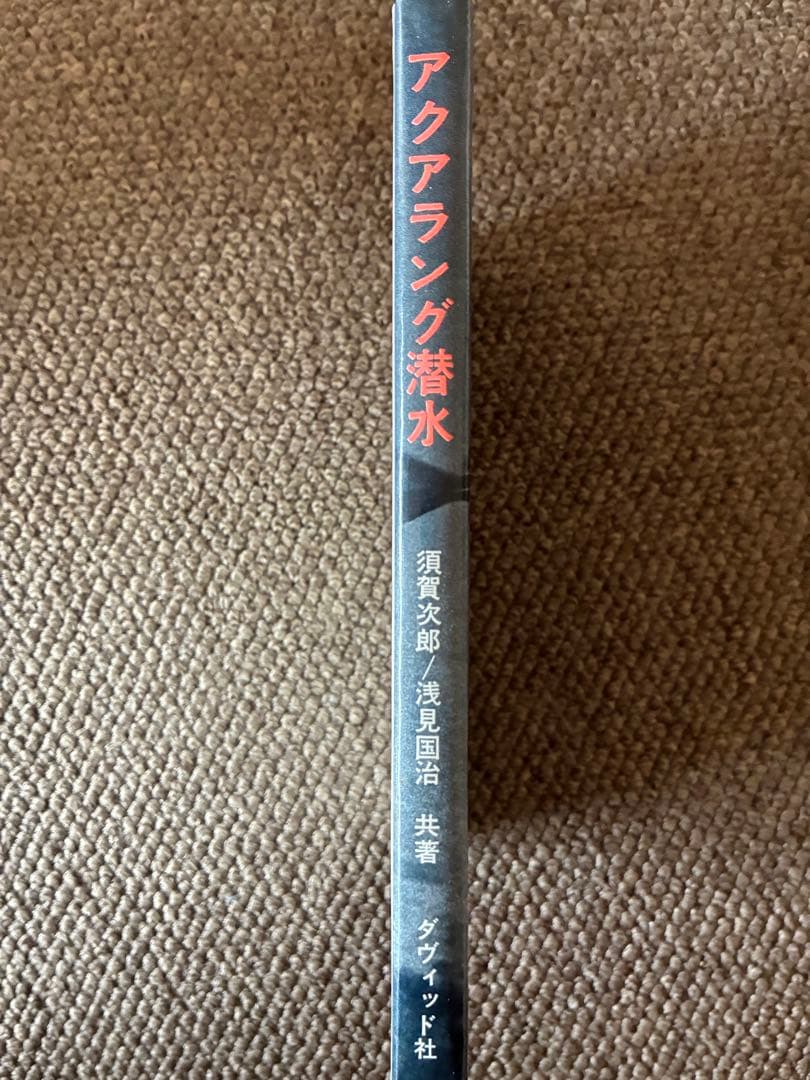 アクアラング潜水
須賀次郎/浅見国治 共著
ダヴィッド社